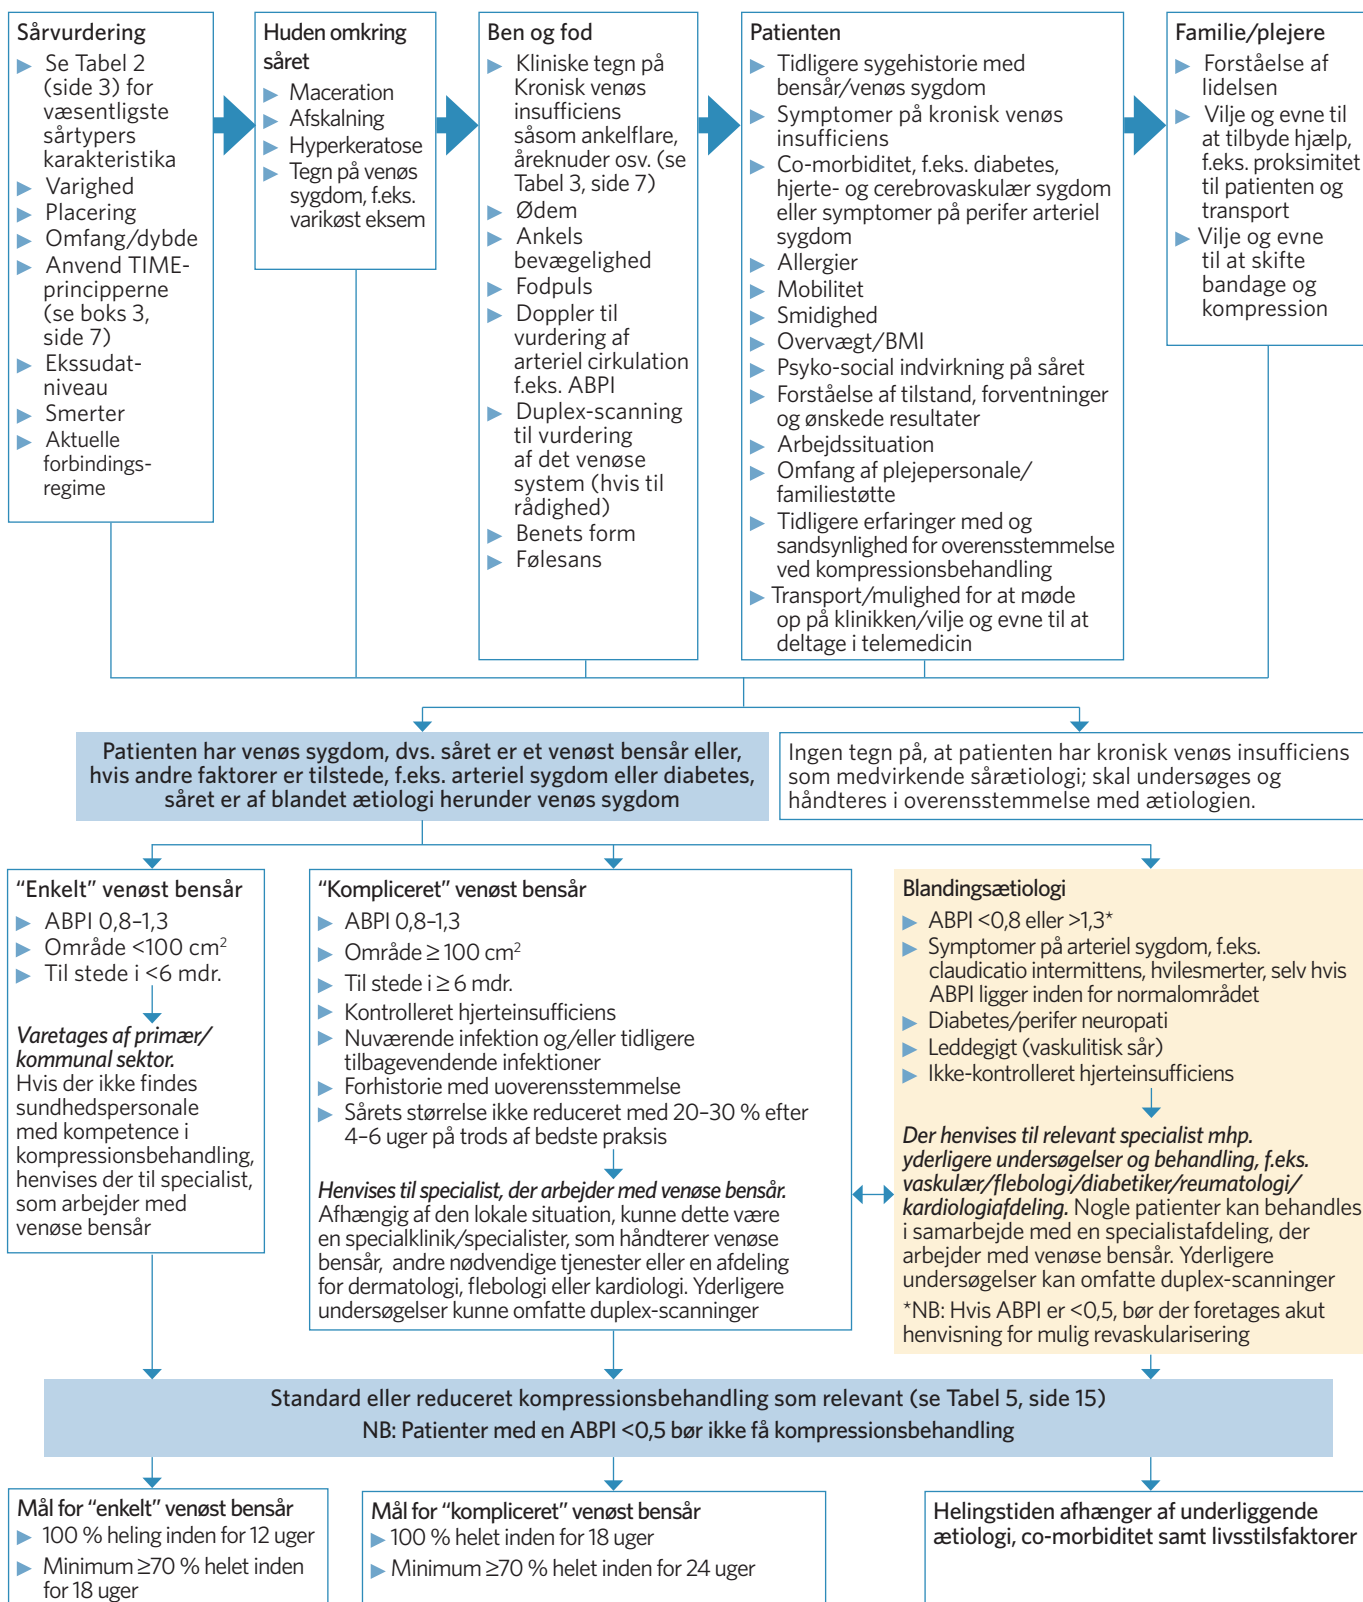 Sårvurdering
Se Tabel 2
(side 3) for
væsentligste
sårtypers
karakteristika
Varighed
Placering
Omfang/dybde
Anvend TIME-
princippperne
(se boks 3,
side 7)
Ekssudat-
niveau
Smerter
Aktuelle
forbindings-
regime
Huden omkring
såret
Maceration
Afskalning
Hyperkeratose
Tegn på venøs
sygdom, f.eks.
varikøst eksem
Ben og fod
Kliniske tegn på
Kronisk venøs
insufficiens
såsom ankelflare,
åreknuder osv. (se
Tabel 3, side 7)
Ødem
Ankels
bevægelighed
Fodpuls
Doppler til
vurdering af
arteriel cirkulation
f.eks. ABPI
Duplex-scanning
til vurdering
af det venøse
system (hvis til
rådighed)
Benets form
Følesans
Patienten
Tidligere sygehistorie med
bensår/venøs sygdom
Symptomer på kronisk venøs
insufficiens
Co-morbiditet, f.eks. diabetes,
hjerte- og cerebrovaskulær sygdom
eller symptomer på perifer arteriel
sygdom
Allergier
Mobilitet
Smidighed
Overvægt/BMI
Psyko-social indvirkning på såret
Forståelse af tilstand, forventninger
og ønskede resultater
Arbejdssituation
Omfang af plejepersonale/
familiestøtte
Tidligere erfaringer med og
sandsynlighed for overensstemmelse
ved kompressionsbehandling
Transport/mulighed for at møde
op på klinikken/vilje og evne til at
deltage i telemedicin
Familie/plejere
Forståelse af
lidelsen
Vilje og evne til
at tilbyde hjælp,
f.eks. proksimitet
til patienten og
transport
Vilje og evne
til at skifte
bandage og
kompression
Patienten har venøs sygdom, dvs. såret er et venøst bensår eller,
hvis andre faktorer er tilstede, f.eks. arteriel sygdom eller diabetes,
såret er af blandet ætiologi herunder venøs sygdom
Ingen tegn på, at patienten har kronisk venøs insufficiens
som medvirkende sårætiologi; skal undersøges og
håndteres i overensstemmelse med ætiologien.
"Enkelt" venøst bensår
ABPI 0,8–1,3
Område <100 cm²
Til stede i <6 mdr.
Varetages af primær/
kommunal sektor.
Hvis der ikke findes
sundhedspersonale
med kompetence i
kompressionsbehandling,
henvises der til specialist,
som arbejder med
venøse bensår
"Kompliceret" venøst bensår
ABPI 0,8–1,3
Område ≥ 100 cm²
Til stede i ≥ 6 mdr.
Kontrolleret hjerteinsufficiens
Nuværende infektion og/eller tidligere
tilbagevendende infektioner
Forhistorie med uoverensstemmelse
Sårets størrelse ikke reduceret med 20–30 % efter
4–6 uger på trods af bedste praksis
Henvises til specialist, der arbejder med venøse bensår.
Afhængig af den lokale situation, kunne dette være
en specialklinik/specialister, som håndterer venøse
bensår, andre nødvendige tjenester eller en afdeling
for dermatologi, flebologi eller kardiologi. Yderligere
undersøgelser kunne omfatte duplex-scanninger
Blandingsætiologi
ABPI <0,8 eller >1,3*
Symptomer på arteriel sygdom, f.eks.
claudicatio intermittens, hvilesmerter, selv hvis
ABPI ligger inden for normalområdet
Diabetes/perifer neuropati
Leddegigt (vaskulitisk sår)
Ikke-kontrolleret hjerteinsufficiens
Der henvises til relevant specialist mhp.
yderligere undersøgelser og behandling, f.eks.
vaskulær/flebologi/diabetiker/reumatologi/
kardiologiafdeling. Nogle patienter kan behandles
i samarbejde med en specialistafdeling, der
arbejder med venøse bensår. Yderligere
undersøgelser kan omfatte duplex-scanninger
*NB: Hvis ABPI er <0,5, bør der foretages akut
henvisning for mulig revaskularisering
Standard eller reduceret kompressionsbehandling som relevant (se Tabel 5, side 15)
NB: Patienter med en ABPI <0,5 bør ikke få kompressionsbehandling
Mål for "enkelt" venøst bensår
100 % heling inden for 12 uger
Minimum ≥70 % helet inden
for 18 uger
Mål for "kompliceret" venøst bensår
100 % helet inden for 18 uger
Minimum ≥70 % helet inden for 24 uger
Helingstiden afhænger af underliggende
ætiologi, co-morbiditet samt livsstilsfaktorer